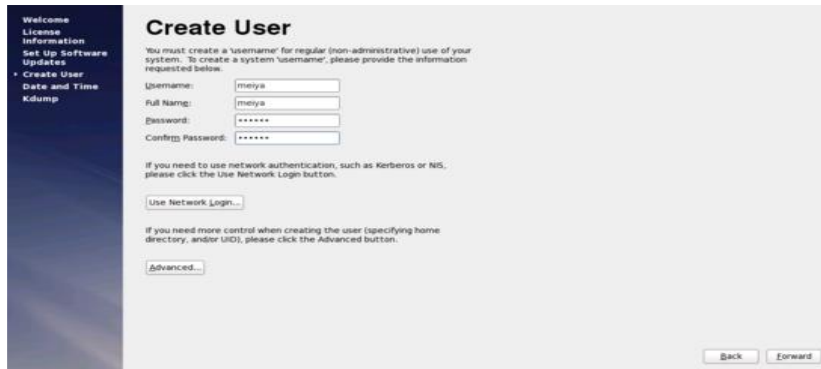 Welcome
License
Information
Set Up Software
Updates
Create User
Date and Time
Kdump
Create User
You must create a 'username' for regular (non-administrative) use of your
system. To create a system 'username', please provide the information
requested below.
Username: meiya
Full Name: meiya
Password: ••••••
Confirm Password: ••••••
If you need to use network authentication, such as Kerberos or NIS,
please click the Use Network Login button.
Use Network Login...
If you need more control when creating the user (specifying home
directory, and/or UID), please click the Advanced button.
Advanced...
Back Forward